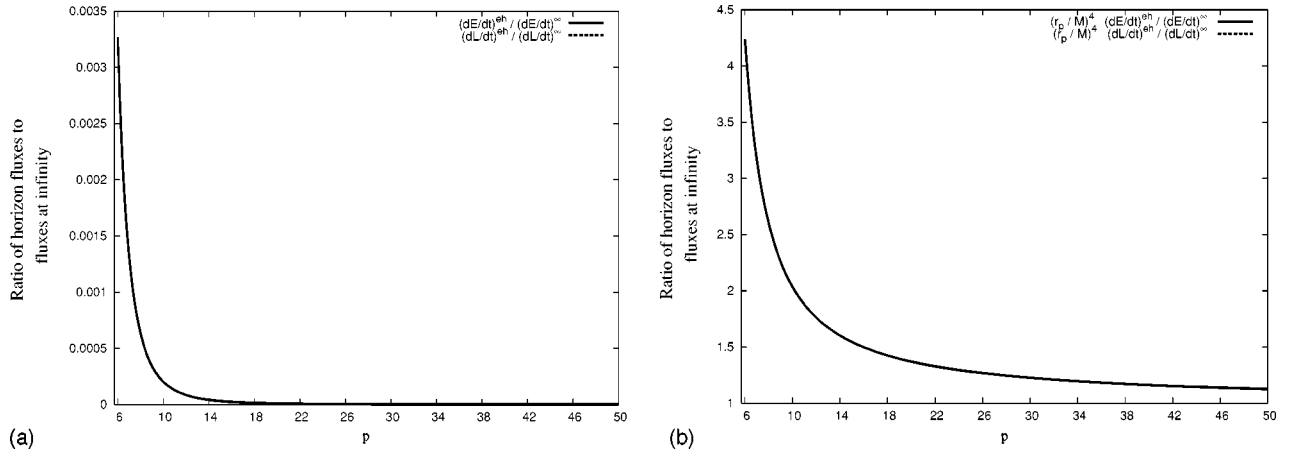 (dE/dt)^eh / (dE/dt)^∞
(dL/dt)^eh / (dL/dt)^∞
0.0035
0.003
0.0025
0.002
0.0015
0.001
0.0005
0
Ratio of horizon fluxes to
fluxes at infinity
6 10 14 18 22 26 30 34 38 42 46 50
p
(a)
(r_p / M)^4 (dE/dt)^eh / (dE/dt)^∞
(r_p / M)^4 (dL/dt)^eh / (dL/dt)^∞
4.5
4
3.5
3
2.5
2
1.5
1
Ratio of horizon fluxes to
fluxes at infinity
6 10 14 18 22 26 30 34 38 42 46 50
p
(b)